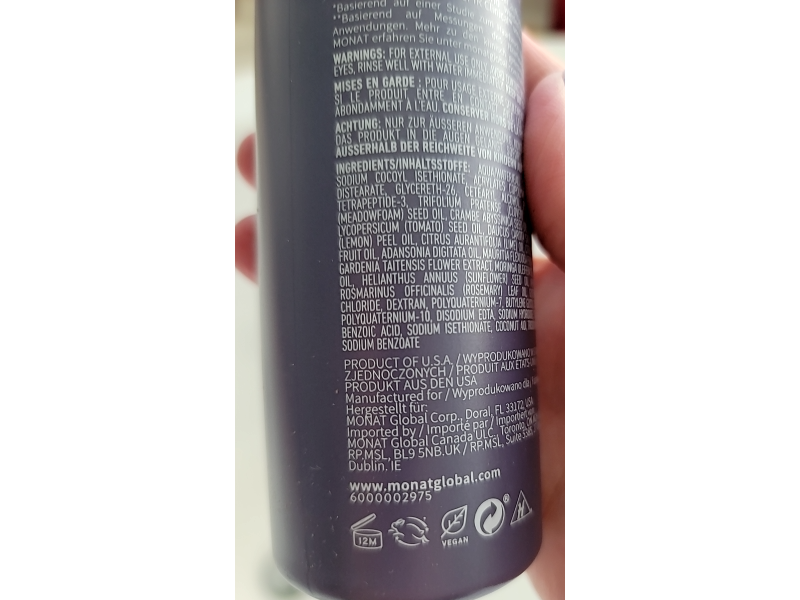 *Basierend auf einer Studie
**Basierend auf Messungen
Anwendungen. Mehr zu den
MONAT erfahren Sie unter
WARNINGS: FOR EXTERNAL USE
EYES, RINSE WELL WITH WATER
MISES EN GARDE : POUR USAGE
SI LE PRODUIT ENTRE EN
ABONDAMMENT À L'EAU. CONSERVER
ACHTUNG: NUR ZUR ÄUSSEREN
DAS PRODUKT IN DIE AUGEN
AUSSERHALB DER REICHWEITE VON
INGREDIENTS/INHALTSSTOFFE:
SODIUM COCOYL ISETHIONATE,
DISTEARATE, GLYCERETH-26,
TETRAPEPTIDE-3, TRIFOLIUM
(MEADOWFOAM) SEED OIL, CRAMBE
LYCOPERSICUM (TOMATO) SEED OIL,
(LEMON) PEEL OIL, CITRUS AURANTIFOLIA
FRUIT OIL, ADANSONIA DIGITATA OIL,
GARDENIA TAITENSIS FLOWER EXTRACT,
OIL, HELIANTHUS ANNUUS (SUNFLOWER) SEED
ROSMARINUS OFFICINALIS (ROSEMARY) LEAF OIL,
CHLORIDE, DEXTRAN, POLYQUATERNIUM-7
POLYQUATERNIUM-10, DISODIUM EDTA, SODIUM
BENZOIC ACID, SODIUM ISETHIONATE, COCONUT
SODIUM BENZOATE
PRODUCT OF U.S.A. / WYPRODUKOWANO
ZJEDNOCZONYCH / PRODUIT AUX
PRODUKT AUS DEN USA
Manufactured for / Wyprodukowano dla /
Hergestellt für:
MONAT Global Corp., Doral, FL 33172, USA
Imported by / Importé par / Importiert von
MONAT Global Canada ULC. Toronto,
RP.MSL, BL9 5NB.UK / RP.MSL, Suite
Dublin. IE
www.monatglobal.com
6000002975
12M
VEGAN
®